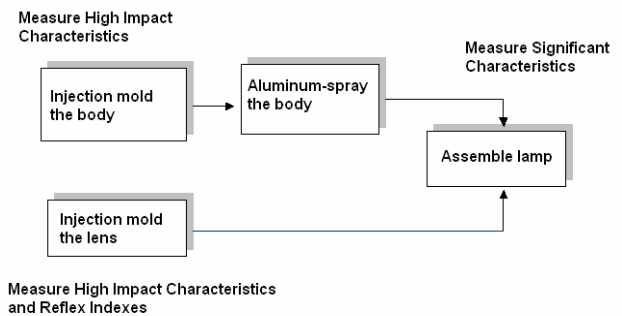 Measure High Impact
Characteristics
Measure Significant
Characteristics
Injection mold
the body
Aluminum-spray
the body
Assemble lamp
Injection mold
the lens
Measure High Impact Characteristics
and Reflex Indexes